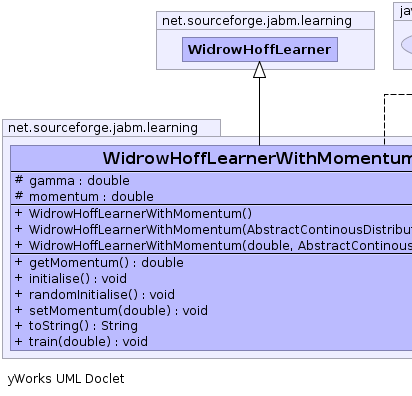 net.sourceforge.jabm.learning
WidrowHoffLearner
net.sourceforge.jabm.learning
WidrowHoffLearnerWithMomentum
# gamma : double
# momentum : double
+ WidrowHoffLearnerWithMomentum()
+ WidrowHoffLearnerWithMomentum(AbstractContinousDistribu
+ WidrowHoffLearnerWithMomentum(double, AbstractContinous
+ getMomentum() : double
+ initialise() : void
+ randomInitialise() : void
+ setMomentum(double) : void
+ toString() : String
+ train(double) : void
yWorks UML Doclet